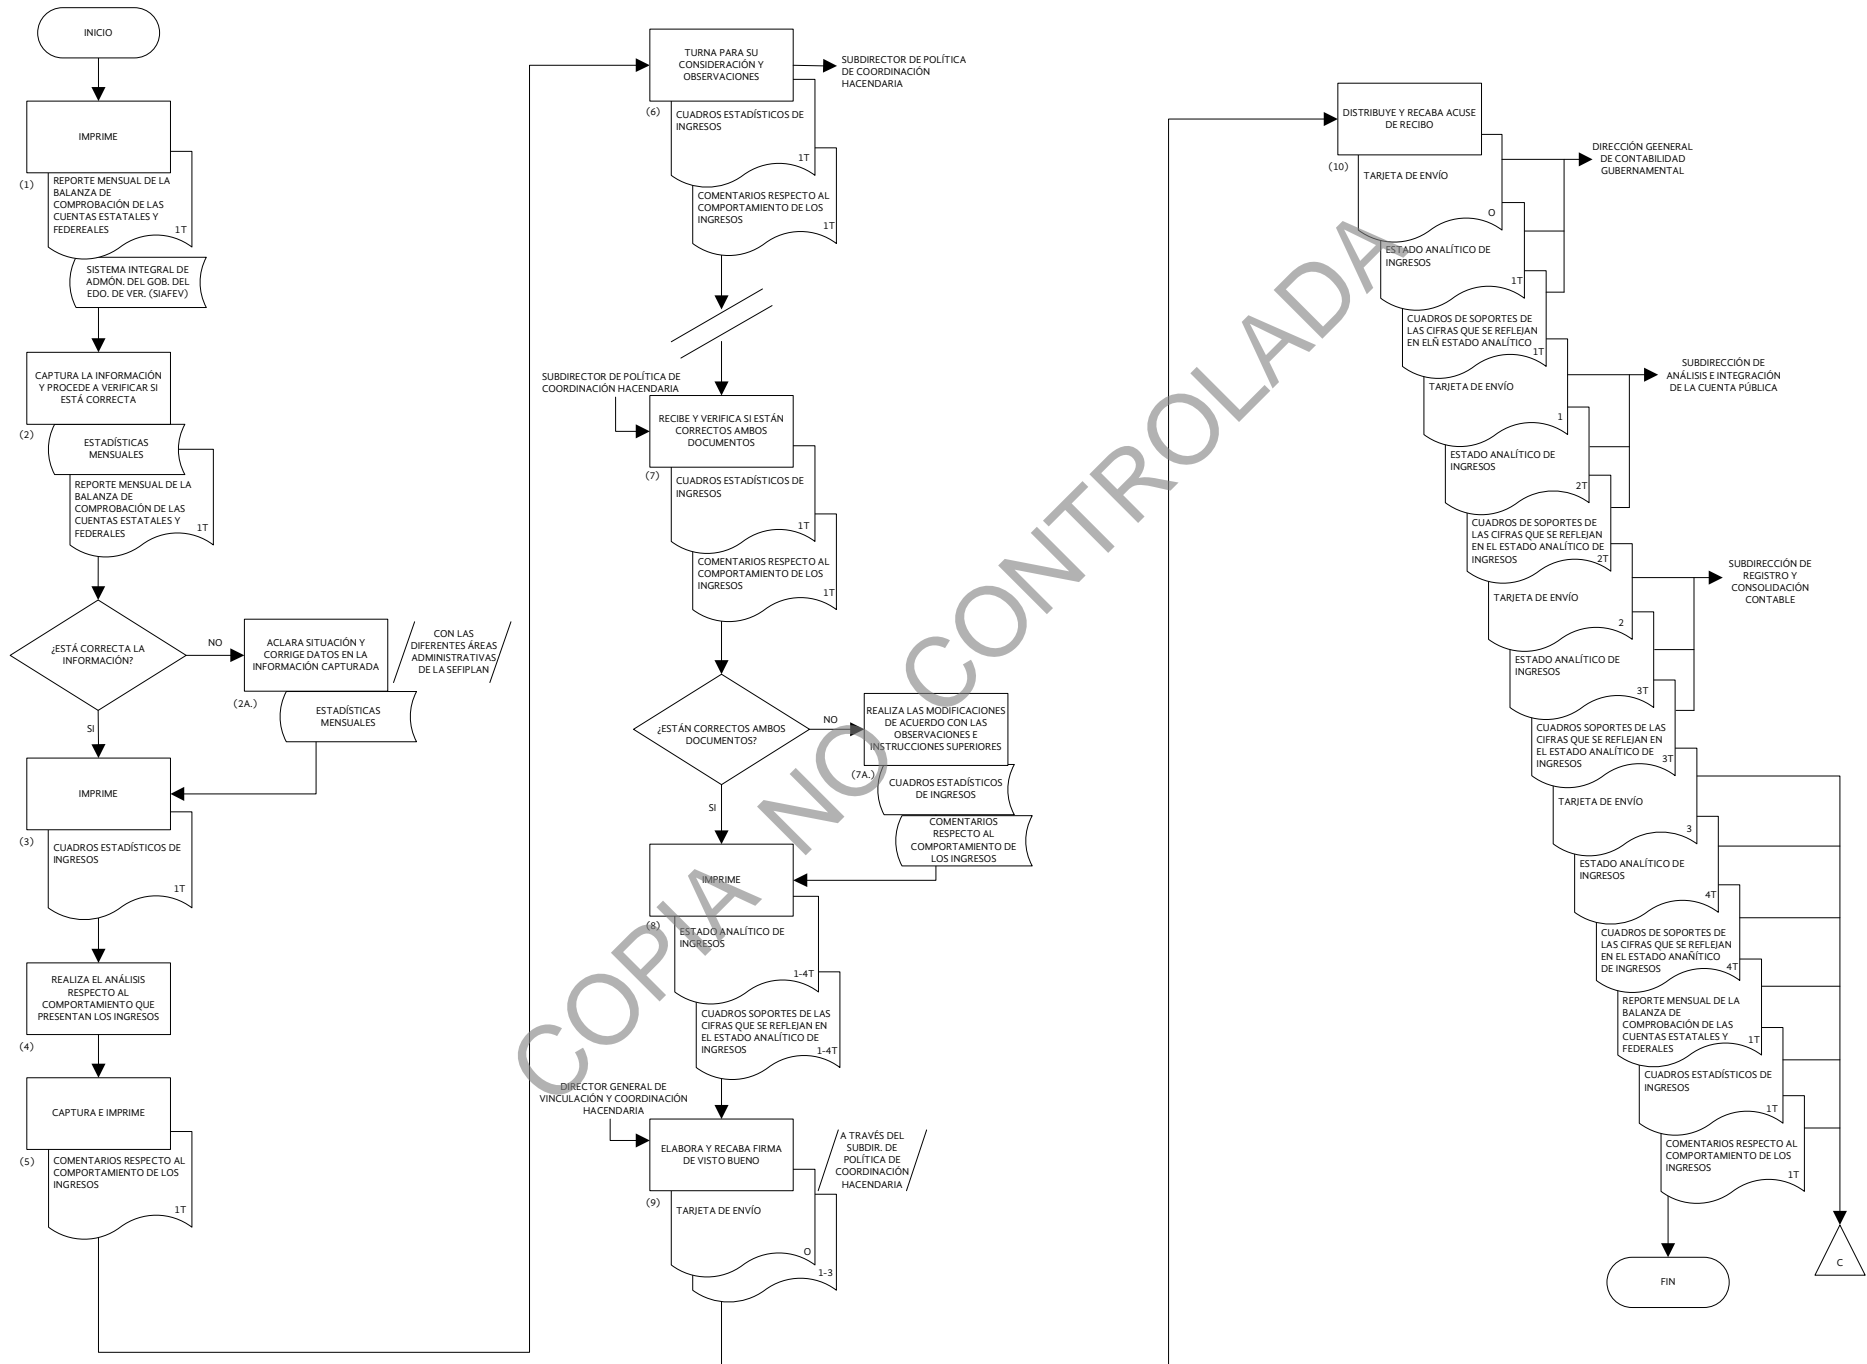 INICIO
IMPRIME
(1)
REPORTE MENSUAL DE LA
BALANZA DE
COMPROBACIÓN DE LAS
CUENTAS ESTATALES Y
FEDEREALES
1T
SISTEMA INTEGRAL DE
ADMÓN. DEL GOB. DEL
EDO. DE VER. (SIAFEV)
CAPTURA LA INFORMACIÓN
Y PROCEDE A VERIFICAR SI
ESTÁ CORRECTA
(2)
ESTADÍSTICAS
MENSUALES
REPORTE MENSUAL DE LA
BALANZA DE
COMPROBACIÓN DE LAS
CUENTAS ESTATALES Y
FEDERALES
1T
¿ESTÁ CORRECTA LA
INFORMACIÓN?
NO
ACLARA SITUACIÓN Y
CORRIGE DATOS EN LA
INFORMACIÓN CAPTURADA
CON LAS
DIFERENTES ÁREAS
ADMINISTRATIVAS
DE LA SEFIPLAN
(2A.)
ESTADÍSTICAS
MENSUALES
SI
IMPRIME
(3)
CUADROS ESTADÍSTICOS DE
INGRESOS
1T
REALIZA EL ANÁLISIS
RESPECTO AL
COMPORTAMIENTO QUE
PRESENTAN LOS INGRESOS
(4)
CAPTURA E IMPRIME
(5)
COMENTARIOS RESPECTO AL
COMPORTAMIENTO DE LOS
INGRESOS
1T
TURNA PARA SU
CONSIDERACIÓN Y
OBSERVACIONES
SUBDIRECTOR DE POLÍTICA
DE COORDINACIÓN
HACENDARIA
(6)
CUADROS ESTADÍSTICOS DE
INGRESOS
1T
COMENTARIOS RESPECTO AL
COMPORTAMIENTO DE LOS
INGRESOS
1T
SUBDIRECTOR DE POLÍTICA DE
COORDINACIÓN HACENDARIA
RECIBE Y VERIFICA SI ESTÁN
CORRECTOS AMBOS
DOCUMENTOS
(7)
CUADROS ESTADÍSTICOS DE
INGRESOS
1T
COMENTARIOS RESPECTO AL
COMPORTAMIENTO DE LOS
INGRESOS
1T
¿ESTÁN CORRECTOS AMBOS
DOCUMENTOS?
NO
REALIZA LAS MODIFICACIONES
DE ACUERDO CON LAS
OBSERVACIONES E
INSTRUCCIONES SUPERIORES
(7A.)
CUADROS ESTADÍSTICOS
DE INGRESOS
COMENTARIOS
RESPECTO AL
COMPORTAMIENTO DE
LOS INGRESOS
SI
IMPRIME
(8)
ESTADO ANALÍTICO DE
INGRESOS
1-4T
CUADROS SOPORTES DE LAS
CIFRAS QUE SE REFLEJAN EN
EL ESTADO ANALÍTICO DE
INGRESOS
1-4T
DIRECTOR GENERAL DE
VINCULACIÓN Y COORDINACIÓN
HACENDARIA
ELABORA Y RECABA FIRMA
DE VISTO BUENO
A TRAVÉS DEL
SUBDIR. DE
POLÍTICA DE
COORDINACIÓN
HACENDARIA
(9)
TARJETA DE ENVÍO
O
1-3
DISTRIBUYE Y RECABA ACUSE
DE RECIBO
(10)
DIRECCIÓN GEENERAL
DE CONTABILIDAD
GUBERNAMENTAL
TARJETA DE ENVÍO
O
ESTADO ANALÍTICO DE
INGRESOS
1T
CUADROS DE SOPORTES DE
LAS CIFRAS QUE SE REFLEJAN
EN ELÑ ESTADO ANALÍTICO
1T
SUBDIRECCIÓN DE
ANÁLISIS E INTEGRACIÓN
DE LA CUENTA PÚBLICA
TARJETA DE ENVÍO
1
ESTADO ANALÍTICO DE
INGRESOS
2T
CUADROS DE SOPORTES DE
LAS CIFRAS QUE SE REFLEJAN
EN EL ESTADO ANALÍTICO DE
INGRESOS
2T
SUBDIRECCIÓN DE
REGISTRO Y
CONSOLIDACIÓN
CONTABLE
TARJETA DE ENVÍO
2
ESTADO ANALÍTICO DE
INGRESOS
3T
CUADROS SOPORTES DE LAS
CIFRAS QUE SE REFLEJAN EN
EL ESTADO ANALÍTICO DE
INGRESOS
3T
TARJETA DE ENVÍO
3
ESTADO ANALÍTICO DE
INGRESOS
4T
CUADROS DE SOPORTES DE
LAS CIFRAS QUE SE REFLEJAN
EN EL ESTADO ANAÑÍTICO
DE INGRESOS
4T
REPORTE MENSUAL DE LA
BALANZA DE
COMPROBACIÓN DE LAS
CUENTAS ESTATALES Y
FEDERALES
1T
CUADROS ESTADÍSTICOS DE
INGRESOS
1T
COMENTARIOS RESPECTO AL
COMPORTAMIENTO DE LOS
INGRESOS
1T
C
FIN
COPIA NO CONTROLADA